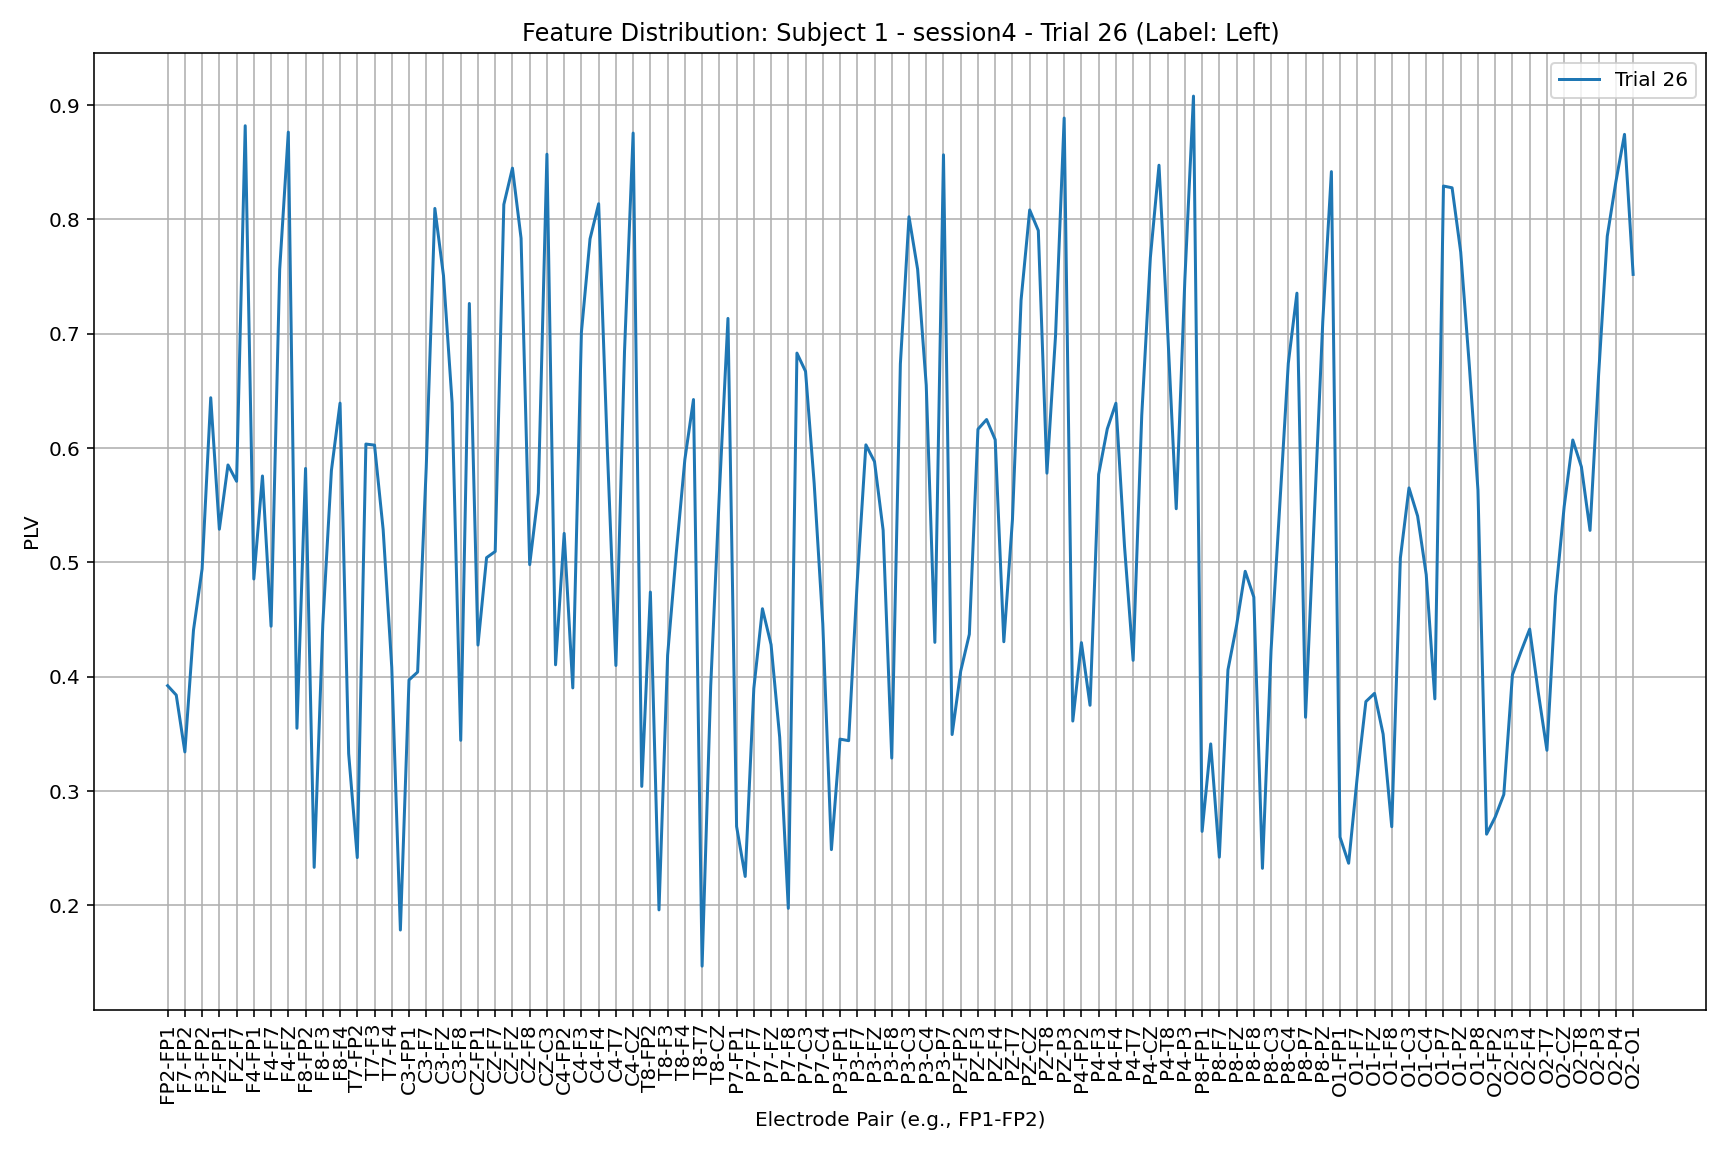 Feature Distribution: Subject 1 - session4 - Trial 26 (Label: Left)
Trial 26
PLV
0.9
0.8
0.7
0.6
0.5
0.4
0.3
0.2
FP2-FP1
F7-FP2
F3-FP2
FZ-FP1
FZ-F7
F4-FP1
F4-F7
F4-FZ
F8-FP2
F8-F3
F8-F4
T7-FP2
T7-F3
T7-F4
C3-FP1
C3-F7
C3-FZ
C3-F8
CZ-FP1
CZ-F7
CZ-FZ
CZ-F8
CZ-C3
C4-FP2
C4-F3
C4-F4
C4-T7
C4-CZ
T8-FP2
T8-F3
T8-F4
T8-T7
T8-CZ
P7-FP1
P7-F7
P7-FZ
P7-F8
P7-C3
P7-C4
P3-FP1
P3-F7
P3-FZ
P3-F8
P3-C3
P3-C4
P3-P7
PZ-FP2
PZ-F3
PZ-F4
PZ-T7
PZ-CZ
PZ-T8
PZ-P3
P4-FP2
P4-F3
P4-F4
P4-T7
P4-CZ
P4-T8
P4-P3
P8-FP1
P8-F7
P8-FZ
P8-F8
P8-C3
P8-C4
P8-P7
P8-PZ
O1-FP1
O1-F7
O1-FZ
O1-F8
O1-C3
O1-C4
O1-P7
O1-PZ
O1-P8
O2-FP2
O2-F3
O2-F4
O2-T7
O2-CZ
O2-T8
O2-P3
O2-P4
O2-O1
Electrode Pair (e.g., FP1-FP2)